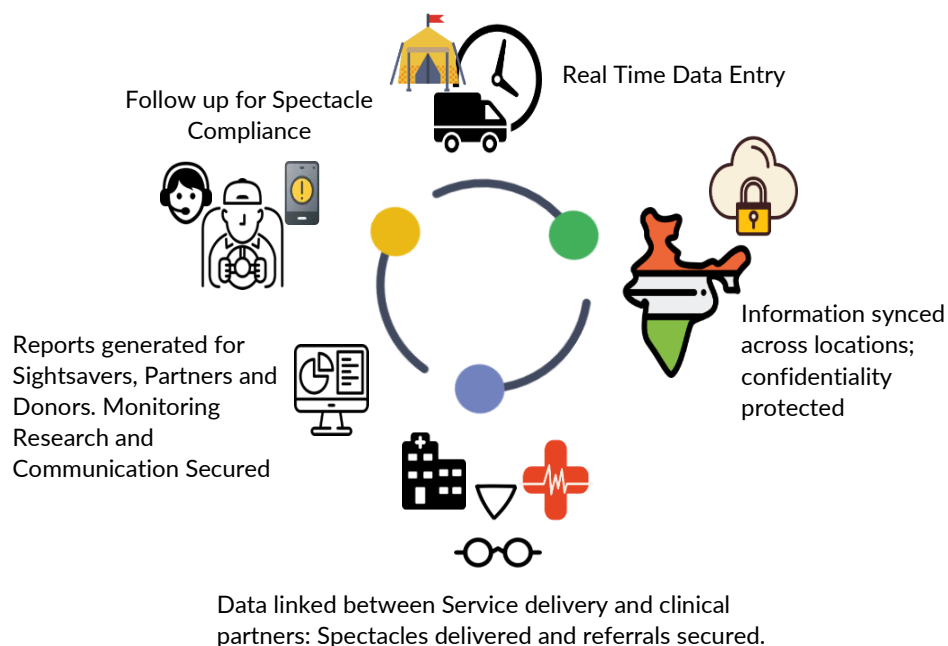 Real Time Data Entry
Follow up for Spectacle
Compliance
Information synced
across locations;
confidentiality
protected
Reports generated for
Sightsavers, Partners and
Donors. Monitoring
Research and
Communication Secured
Data linked between Service delivery and clinical
partners: Spectacles delivered and referrals secured.